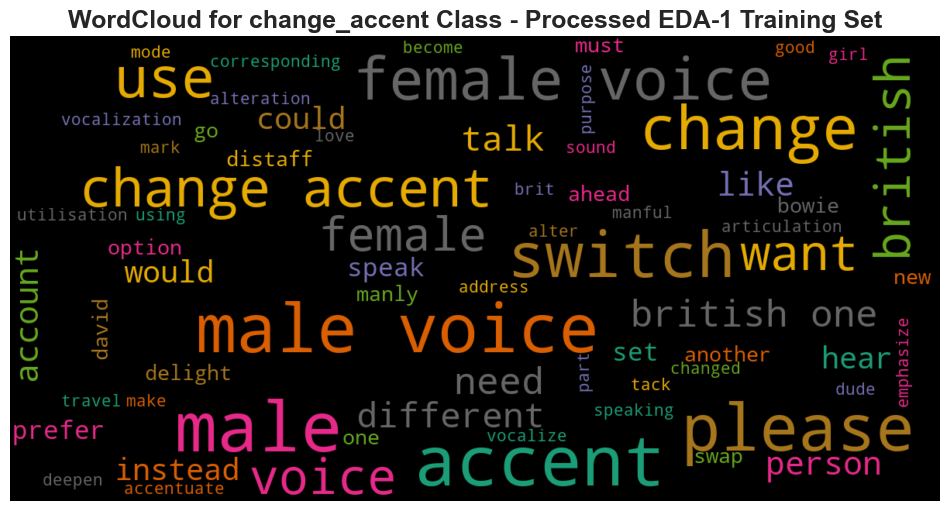 WordCloud for change_accent Class - Processed EDA-1 Training Set
mode
corresponding
become
must
good
girl
use
female voice
purpose
british
vocalization
alteration
go
could
love
talk
sound
change
mark
distaff
change accent
brit
ahead
like
utilisation
using
manful
bowie
option
female
alter
articulation
would
speak
switch
want
account
manly
address
new
david
male voice
british one
delight
part
set
another
changed
hear
emphasize
need
tack
dude
travel
make
different
speaking
please
prefer
male
one
vocalize
accent
swap
person
deepen
instead
accentuate
voice